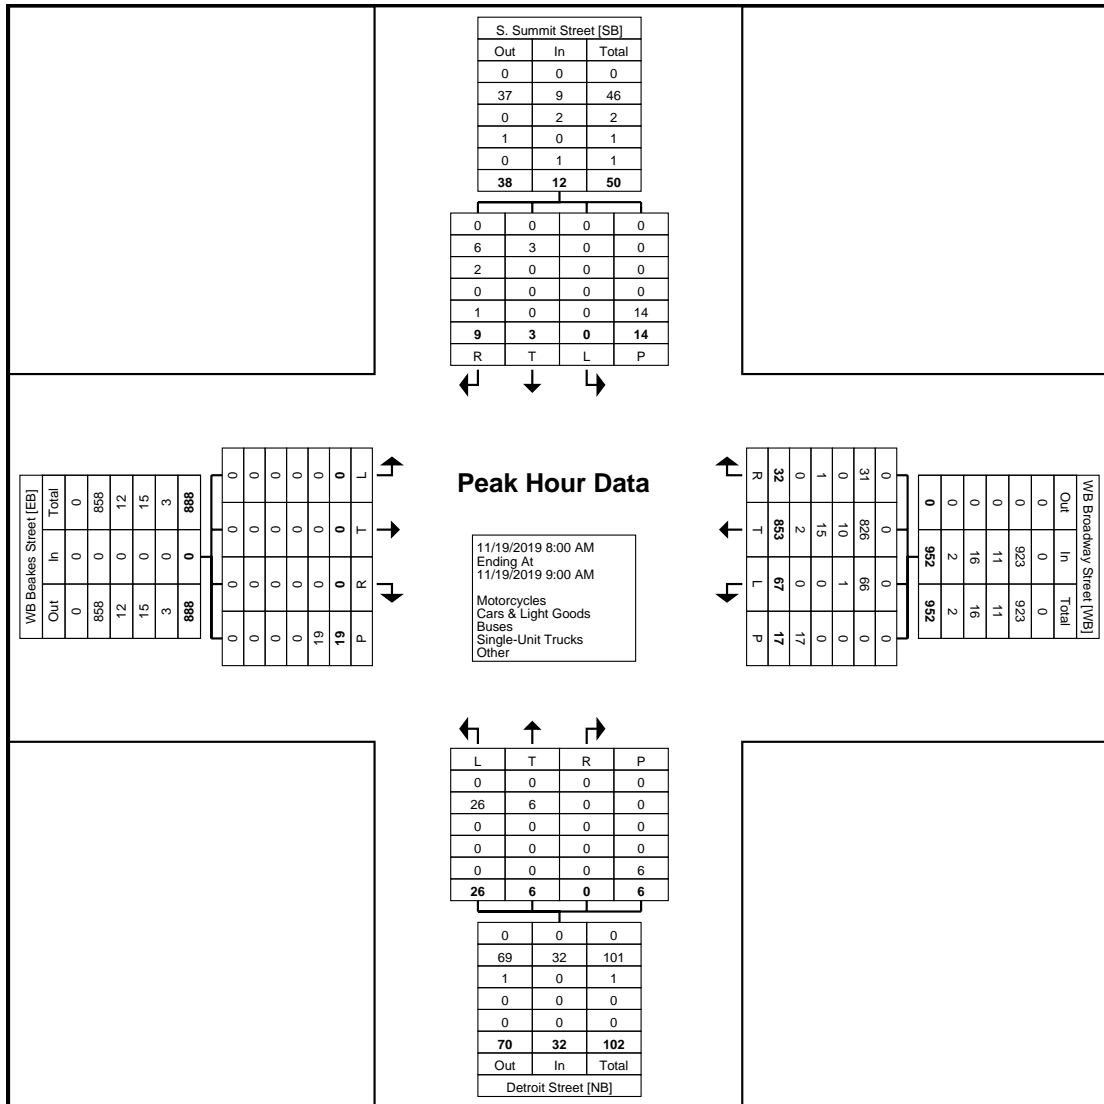 S. Summit Street [SB]
Out In Total
0 0 0
37 9 46
0 2 2
1 0 1
0 1 1
38 12 50
0 0 0 0
6 3 0 0
2 0 0 0
0 0 0 0
1 0 0 14
9 3 0 14
R T L P
WB Beakes Street [EB]
Out In Total
0 0 0
858 0 858
12 0 12
15 0 15
3 0 3
888 0 888
0 0 0 0
0 0 0 0
0 0 0 0
0 0 0 0
0 0 0 19
0 0 0 19
L T R P
Peak Hour Data
11/19/2019 8:00 AM
Ending At
11/19/2019 9:00 AM
Motorcycles
Cars & Light Goods
Buses
Single-Unit Trucks
Other
WB Broadway Street [WB]
Out In Total
0 0 0
0 923 923
0 11 11
0 16 16
0 2 2
0 952 952
0 0 0 0
31 826 66 0
0 10 1 0
1 15 0 0
0 2 0 17
32 853 67 17
R T L P
L T R P
0 0 0 0
26 6 0 0
0 0 0 0
0 0 0 0
0 0 0 6
26 6 0 6
0 0 0
69 32 101
1 0 1
0 0 0
0 0 0
70 32 102
Out In Total
Detroit Street [NB]